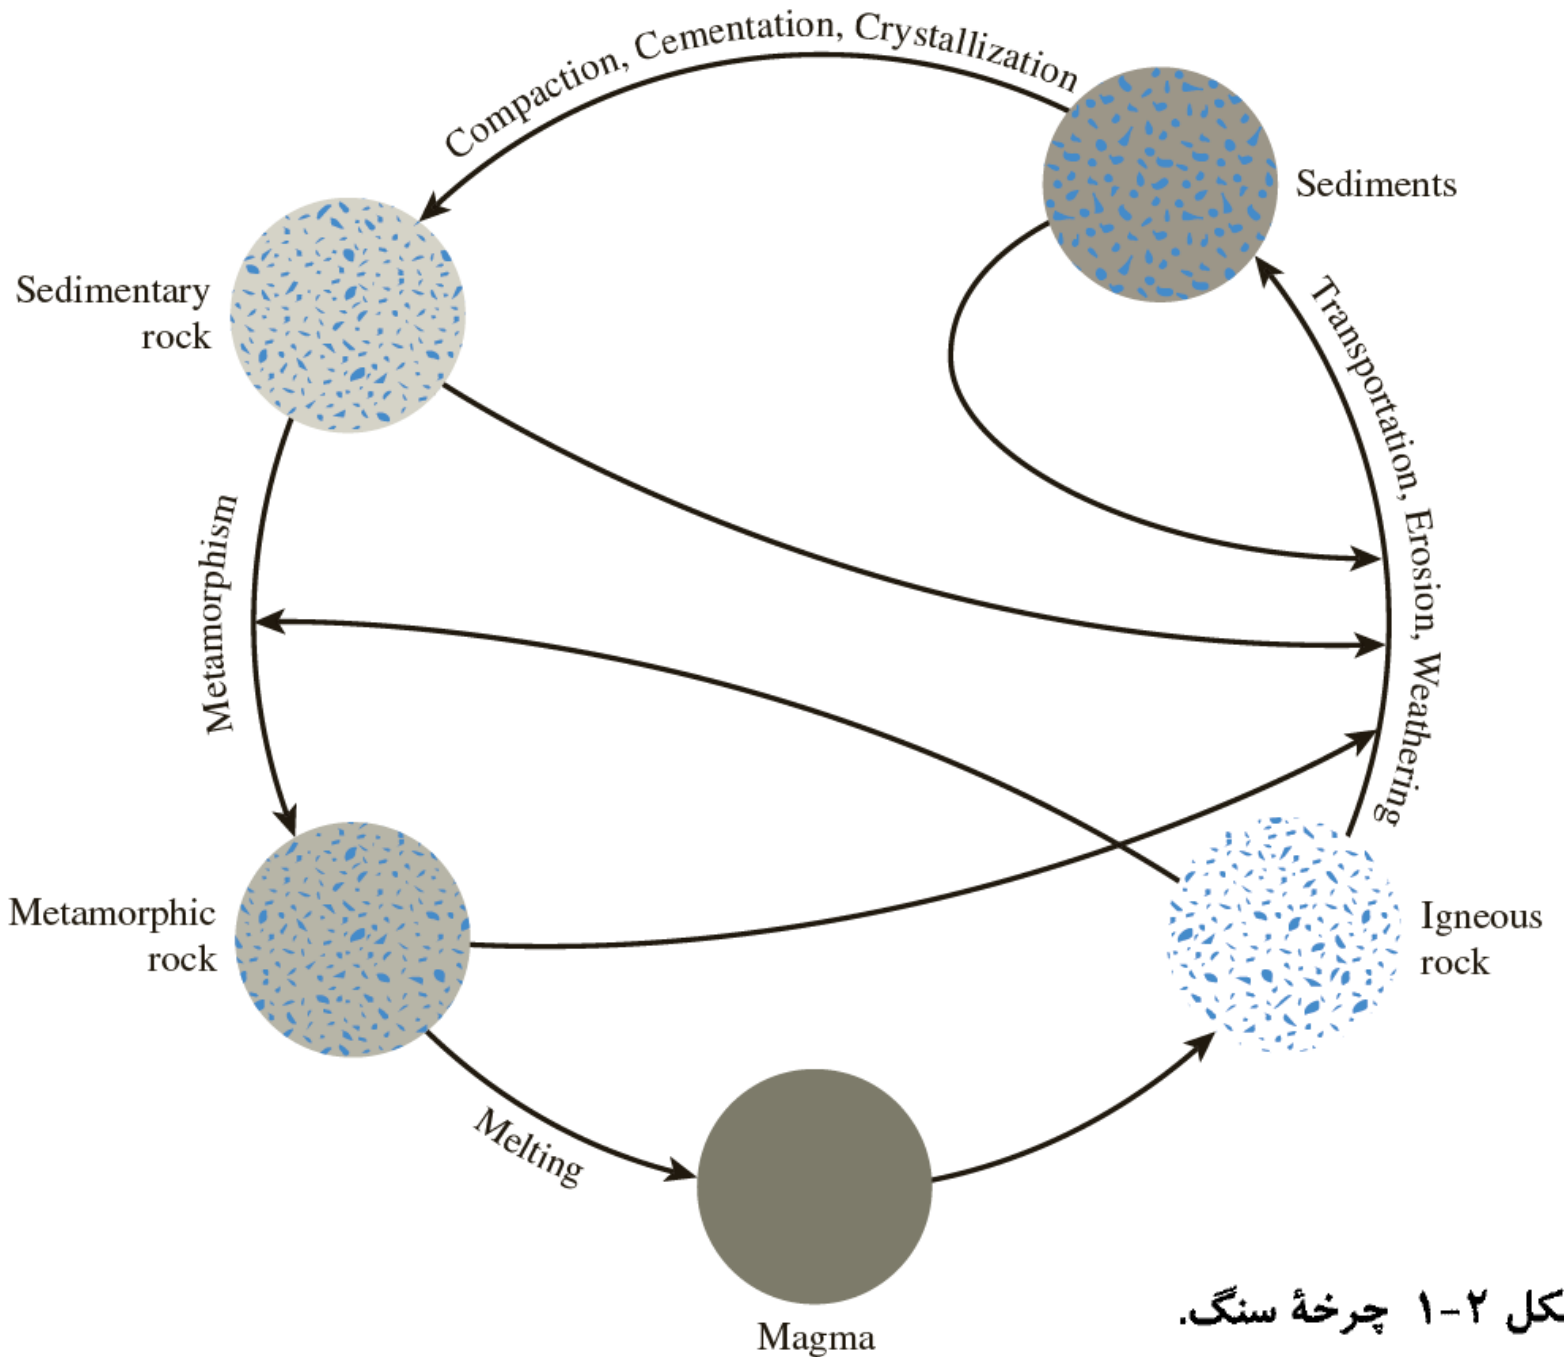 Compaction, Cementation, Crystallization
Sediments
Sedimentary
rock
Transportation, Erosion, Weathering
Metamorphism
Metamorphic
rock
Igneous
rock
Melting
Magma
کل ۲-۱ چرخهٔ سنگ.